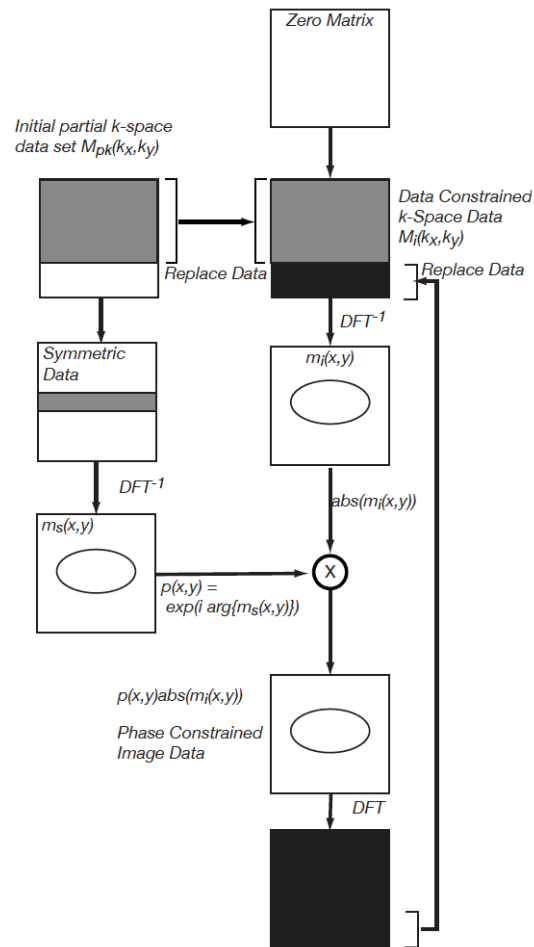 Zero Matrix
Initial partial k-space
data set Mpk(kx,ky)
Data Constrained
k-Space Data
Mi(kx,ky)
Replace Data
Replace Data
DFT-1
Symmetric
Data
mi(x,y)
DFT-1
abs(mi(x,y))
ms(x,y)
X
p(x,y) =
exp(i arg{ms(x,y)})
p(x,y)abs(mi(x,y))
Phase Constrained
Image Data
DFT